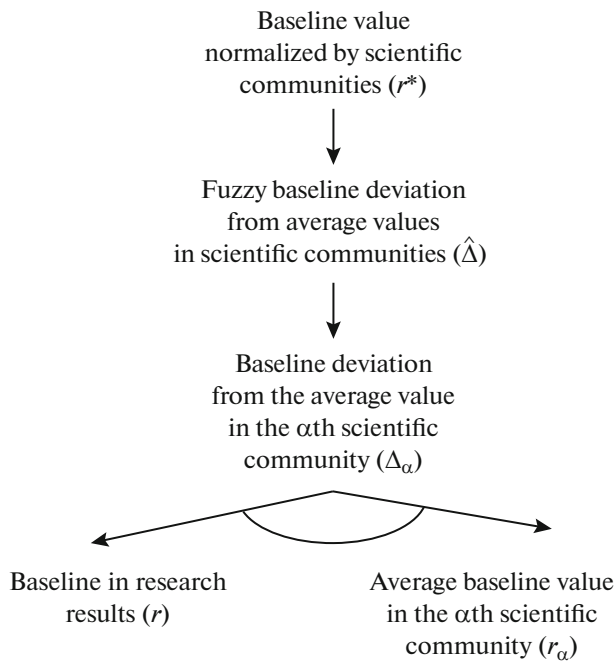 Baseline value
normalized by scientific
communities (r*)
Fuzzy baseline deviation
from average values
in scientific communities (Δ̂)
Baseline deviation
from the average value
in the αth scientific
community (Δα)
Baseline in research
results (r)
Average baseline value
in the αth scientific
community (rα)